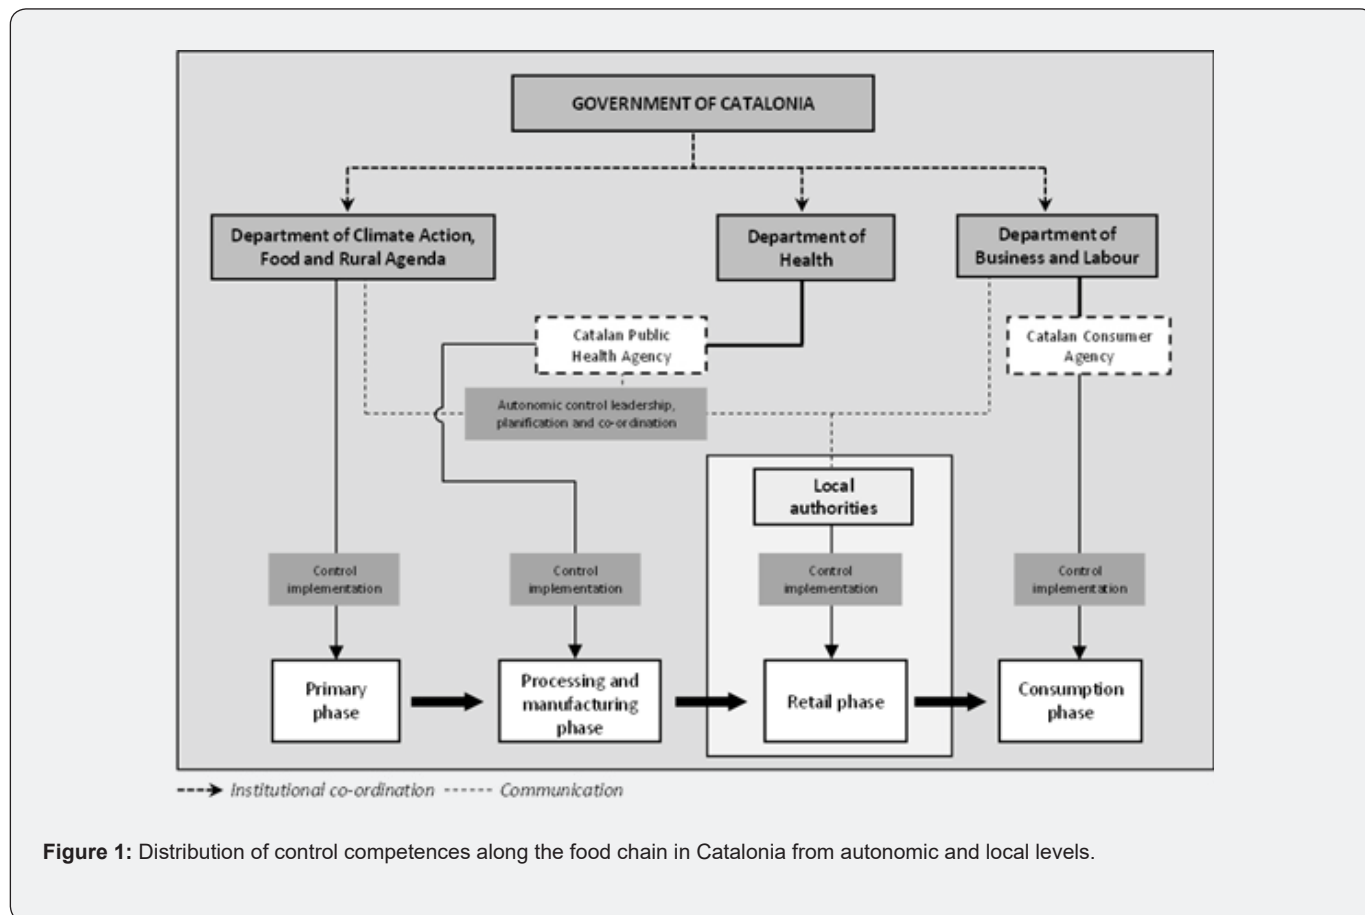 GOVERNMENT OF CATALONIA
Department of Climate Action,
Food and Rural Agenda
Department of
Health
Department of
Business and Labour
Catalan Public
Health Agency
Catalan Consumer
Agency
Autonomic control leadership,
planification and co-ordination
Local
authorities
Control
implementation
Control
implementation
Control
implementation
Control
implementation
Primary
phase
Processing and
manufacturing
phase
Retail phase
Consumption
phase
Institutional co-ordination
Communication
Figure 1: Distribution of control competences along the food chain in Catalonia from autonomic and local levels.